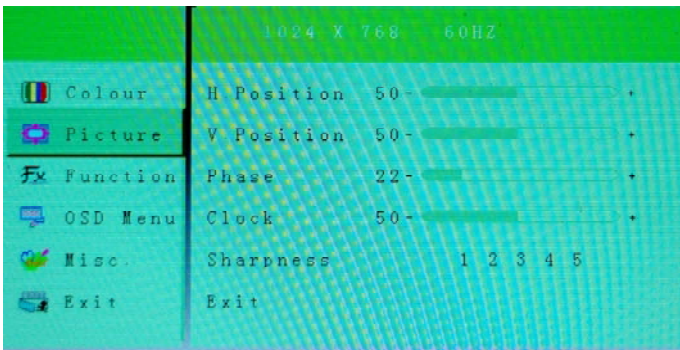 1024 X 768 60HZ
Colour
Picture
Fx Function
OSD Menu
Misc.
Exit
H Position 50 - +
V Position 50 - +
Phase 22 - +
Clock 50 - +
Sharpness 1 2 3 4 5
Exit